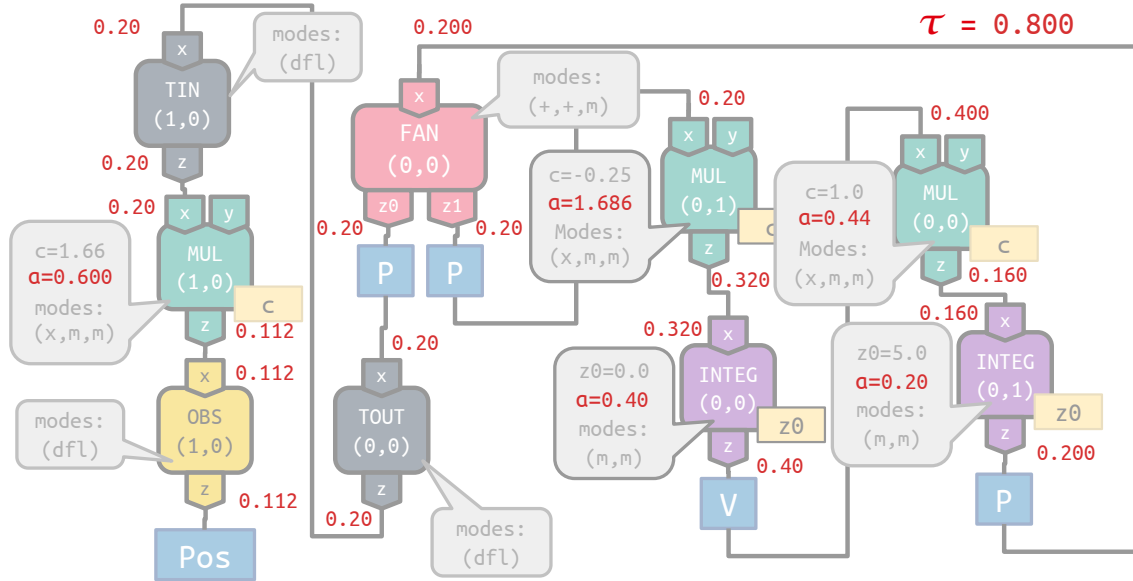 τ = 0.800
0.20
x
TIN
(1,0)
z
0.20
modes:
(dfl)
0.20
x
y
MUL
(1,0)
z
c
c=1.66
a=0.600
modes:
(x,m,m)
0.112
0.112
x
OBS
(1,0)
z
modes:
(dfl)
0.112
Pos
0.200
x
FAN
(0,0)
z0
z1
modes:
(+,+,m)
0.20
0.20
P
P
0.20
x
TOUT
(0,0)
z
0.20
modes:
(dfl)
0.20
x
y
MUL
(0,1)
z
c
c=-0.25
a=1.686
Modes:
(x,m,m)
0.320
0.320
x
INTEG
(0,0)
z
z0
z0=0.0
a=0.40
modes:
(m,m)
0.40
V
0.400
x
y
MUL
(0,0)
z
c
c=1.0
a=0.44
Modes:
(x,m,m)
0.160
0.160
x
INTEG
(0,1)
z
z0
z0=5.0
a=0.20
modes:
(m,m)
0.200
P